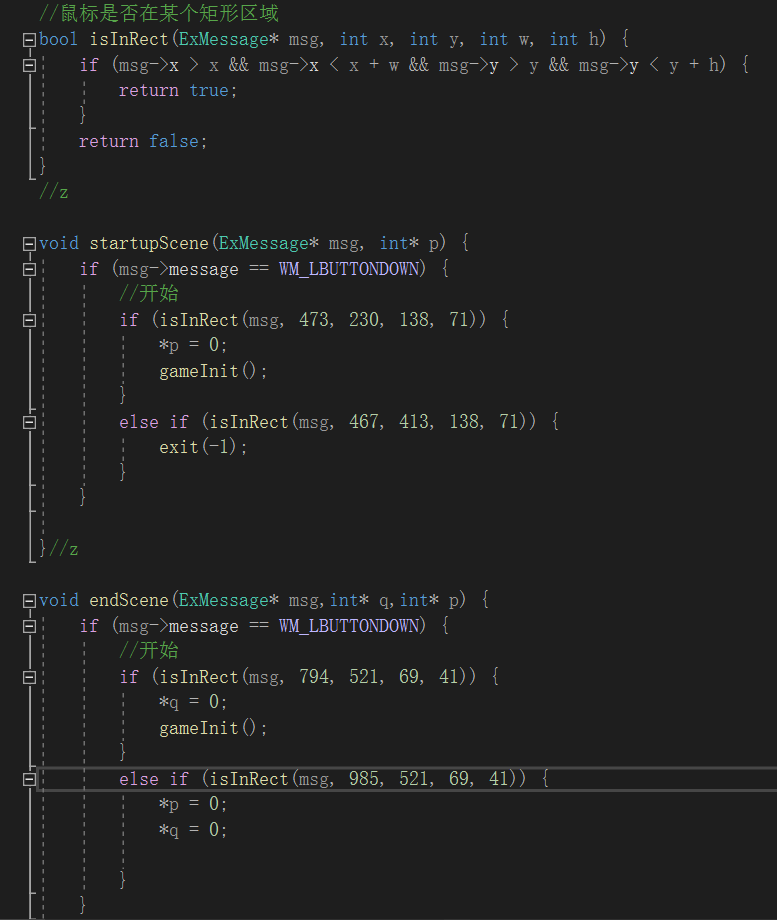 //鼠标是否在某个矩形区域
bool isInRect(ExMessage* msg, int x, int y, int w, int h) {
    if (msg->x > x && msg->x < x + w && msg->y > y && msg->y < y + h) {
        return true;
    }
    return false;
}
//z
void startupScene(ExMessage* msg, int* p) {
    if (msg->message == WM_LBUTTONDOWN) {
        //开始
        if (isInRect(msg, 473, 230, 138, 71)) {
            *p = 0;
            gameInit();
        }
        else if (isInRect(msg, 467, 413, 138, 71)) {
            exit(-1);
        }
    }
}//z
void endScene(ExMessage* msg,int* q,int* p) {
    if (msg->message == WM_LBUTTONDOWN) {
        //开始
        if (isInRect(msg, 794, 521, 69, 41)) {
            *q = 0;
            gameInit();
        }
        else if (isInRect(msg, 985, 521, 69, 41)) {
            *p = 0;
            *q = 0;
        }
    }